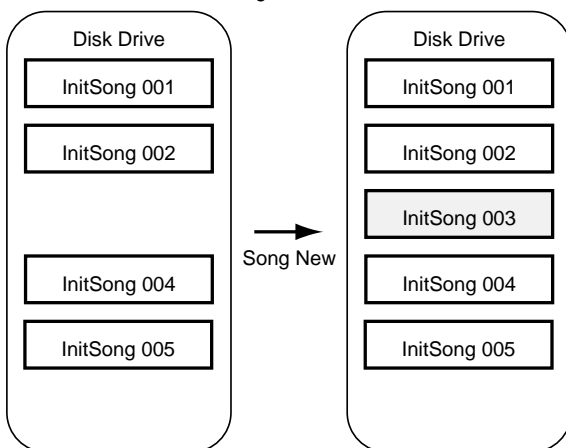 Disk Drive
InitSong 001
InitSong 002
InitSong 004
InitSong 005
Song New
Disk Drive
InitSong 001
InitSong 002
InitSong 003
InitSong 004
InitSong 005